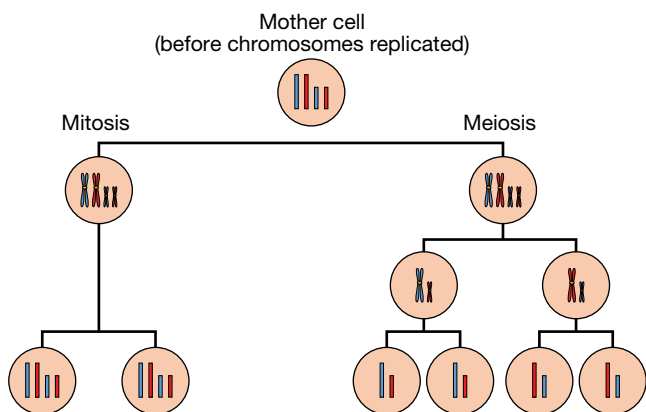 Mother cell
(before chromosomes replicated)
Mitosis
Meiosis